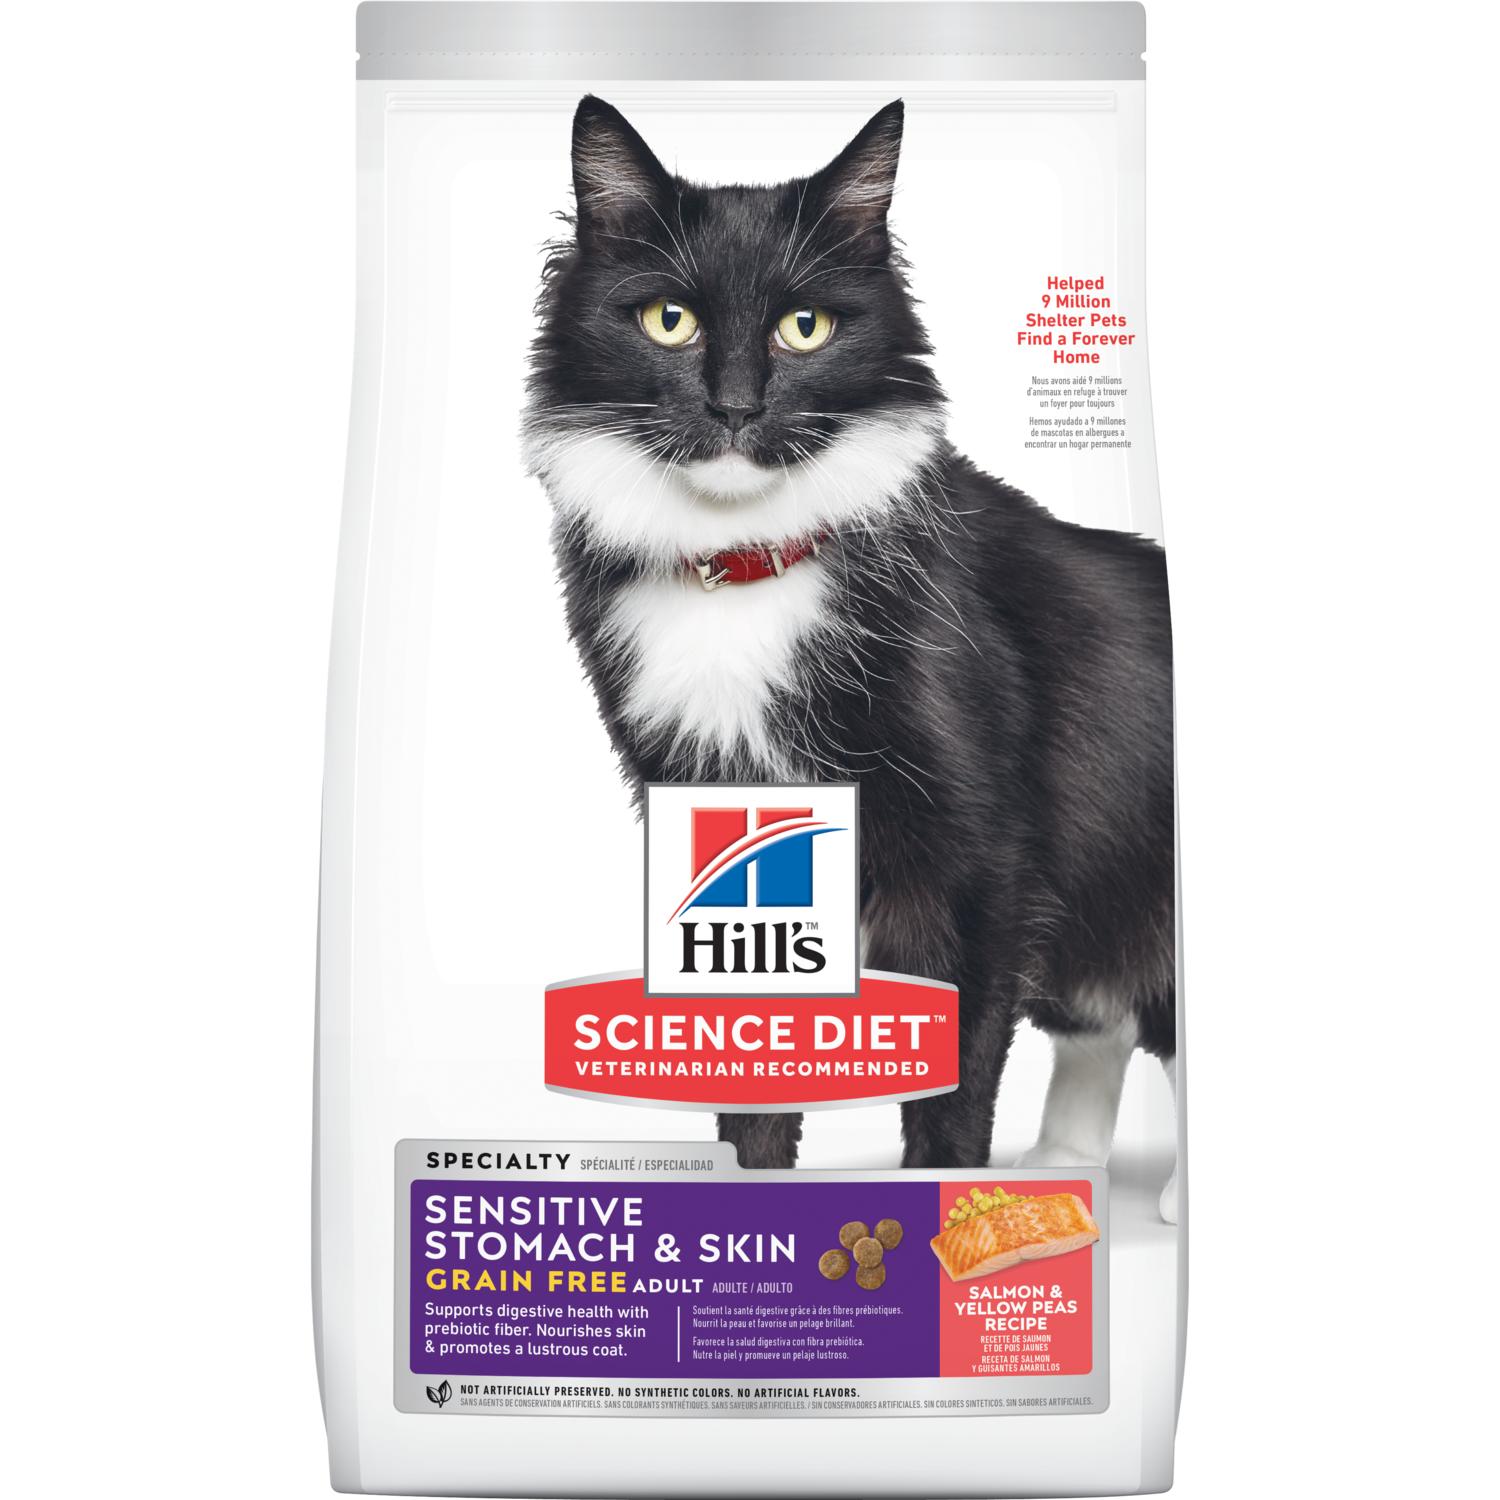 Helped
9 Million
Shelter Pets
Find a Forever
Home
Nous avons aidé 9 millions
d'animaux en refuge à trouver
un foyer pour toujours
Hemos ayudado a 9 millones
de mascotas en albergues a
encontrar un hogar permanente
Hill's™
SCIENCE DIET™
VETERINARIAN RECOMMENDED
SPECIALTY SPÉCIALITÉ / ESPECIALIDAD
SENSITIVE
STOMACH & SKIN
GRAIN FREE ADULT ADULTE / ADULTO
Supports digestive health with
prebiotic fiber. Nourishes skin
& promotes a lustrous coat.
Soutient la santé digestive grâce à des fibres prébiotiques.
Nourrit la peau et favorise un pelage brillant.
Favorece la salud digestiva con fibra prebiótica.
Nutre la piel y promueve un pelaje lustroso.
SALMON &
YELLOW PEAS
RECIPE
RECETTE DE SAUMON
ET DE POIS JAUNES
RECETA DE SALMON
Y GUISANTES AMARILLOS
NOT ARTIFICIALLY PRESERVED. NO SYNTHETIC COLORS. NO ARTIFICIAL FLAVORS.
SANS AGENTS DE CONSERVATION ARTIFICIELS. SANS COLORANTS SYNTHÉTIQUES. SANS SAVEURS ARTIFICIELLES. / SIN CONSERVADORES ARTIFICIALES. SIN COLORES SINTETICOS. SIN SABORES ARTIFICIALES.